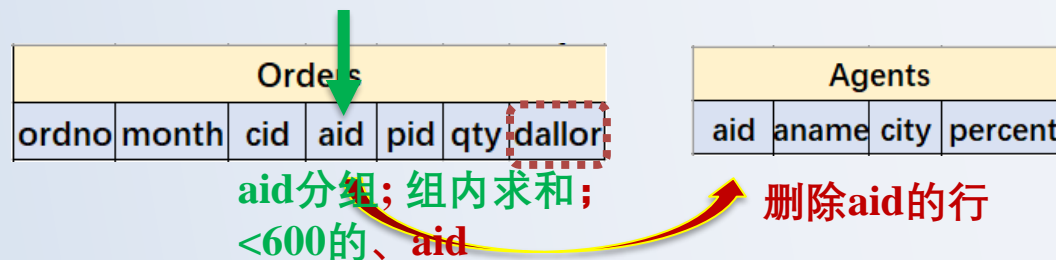 Orders
ordno month cid aid pid qty dallor
aid分组; 组内求和;
<600的、aid
Agents
aid aname city percent
删除aid的行